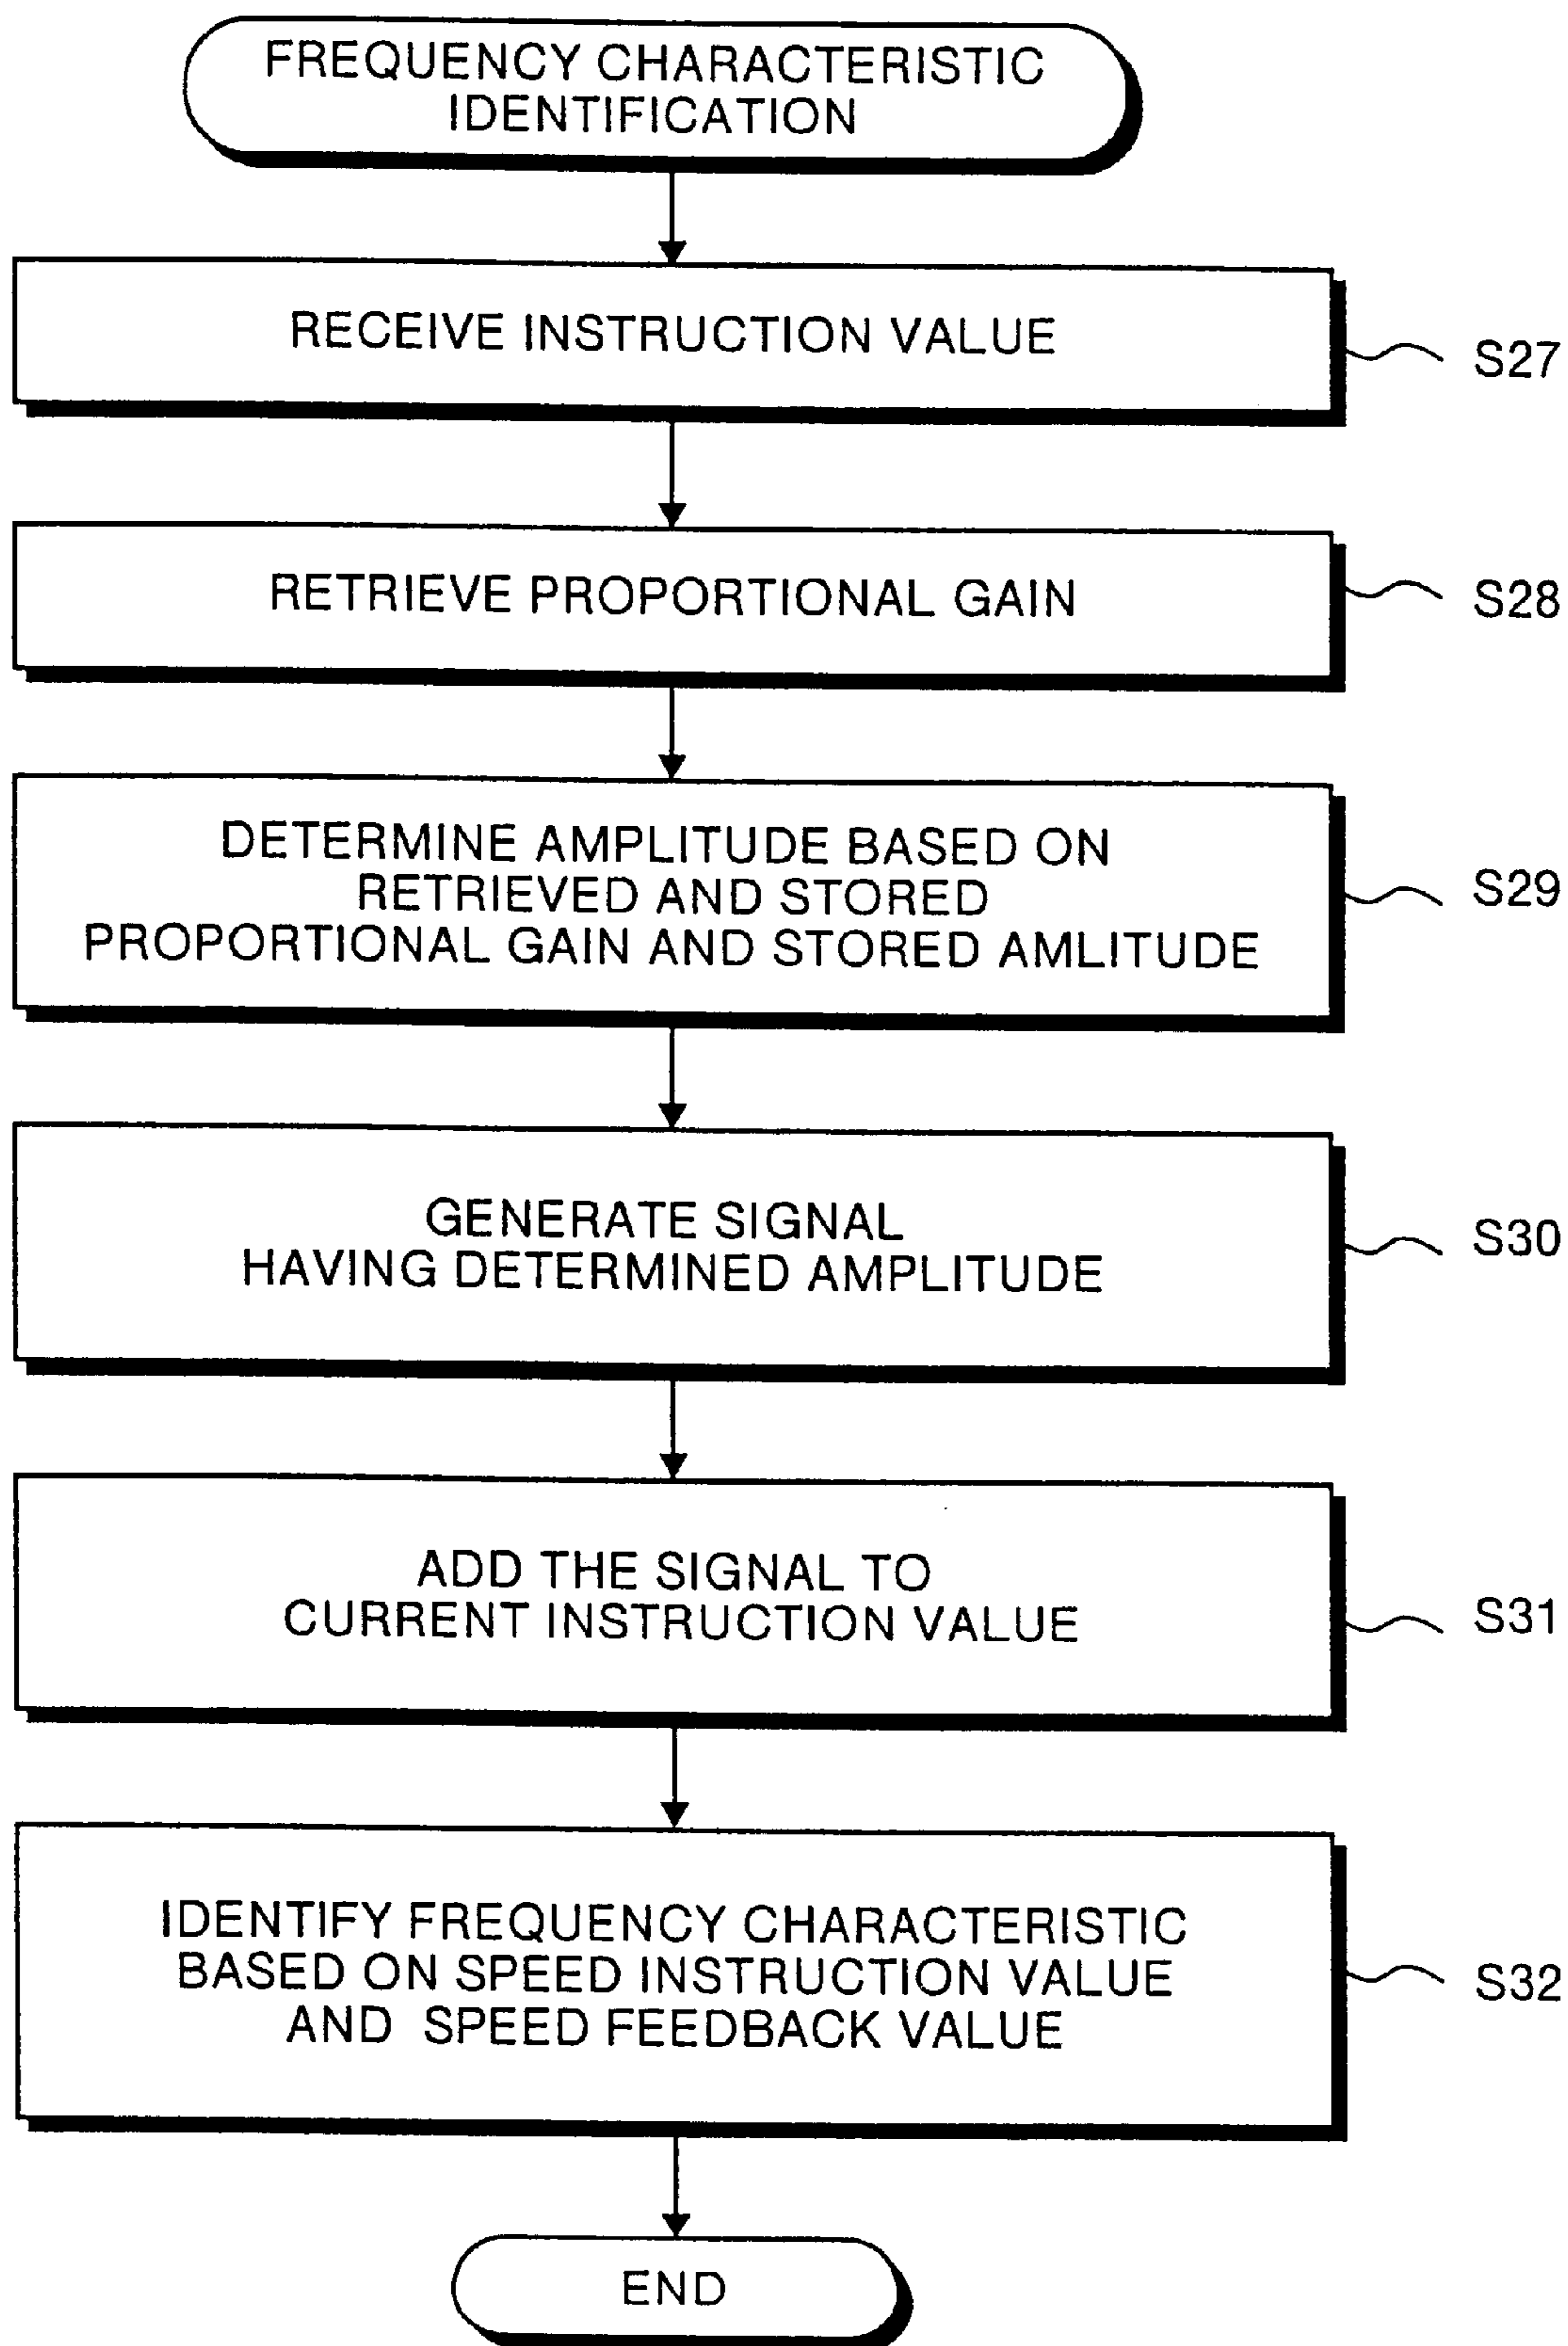 FREQUENCY CHARACTERISTIC
IDENTIFICATION
RECEIVE INSTRUCTION VALUE
S27
RETRIEVE PROPORTIONAL GAIN
S28
DETERMINE AMPLITUDE BASED ON
RETRIEVED AND STORED
PROPORTIONAL GAIN AND STORED AMLITUDE
S29
GENERATE SIGNAL
HAVING DETERMINED AMPLITUDE
S30
ADD THE SIGNAL TO
CURRENT INSTRUCTION VALUE
S31
IDENTIFY FREQUENCY CHARACTERISTIC
BASED ON SPEED INSTRUCTION VALUE
AND SPEED FEEDBACK VALUE
S32
END